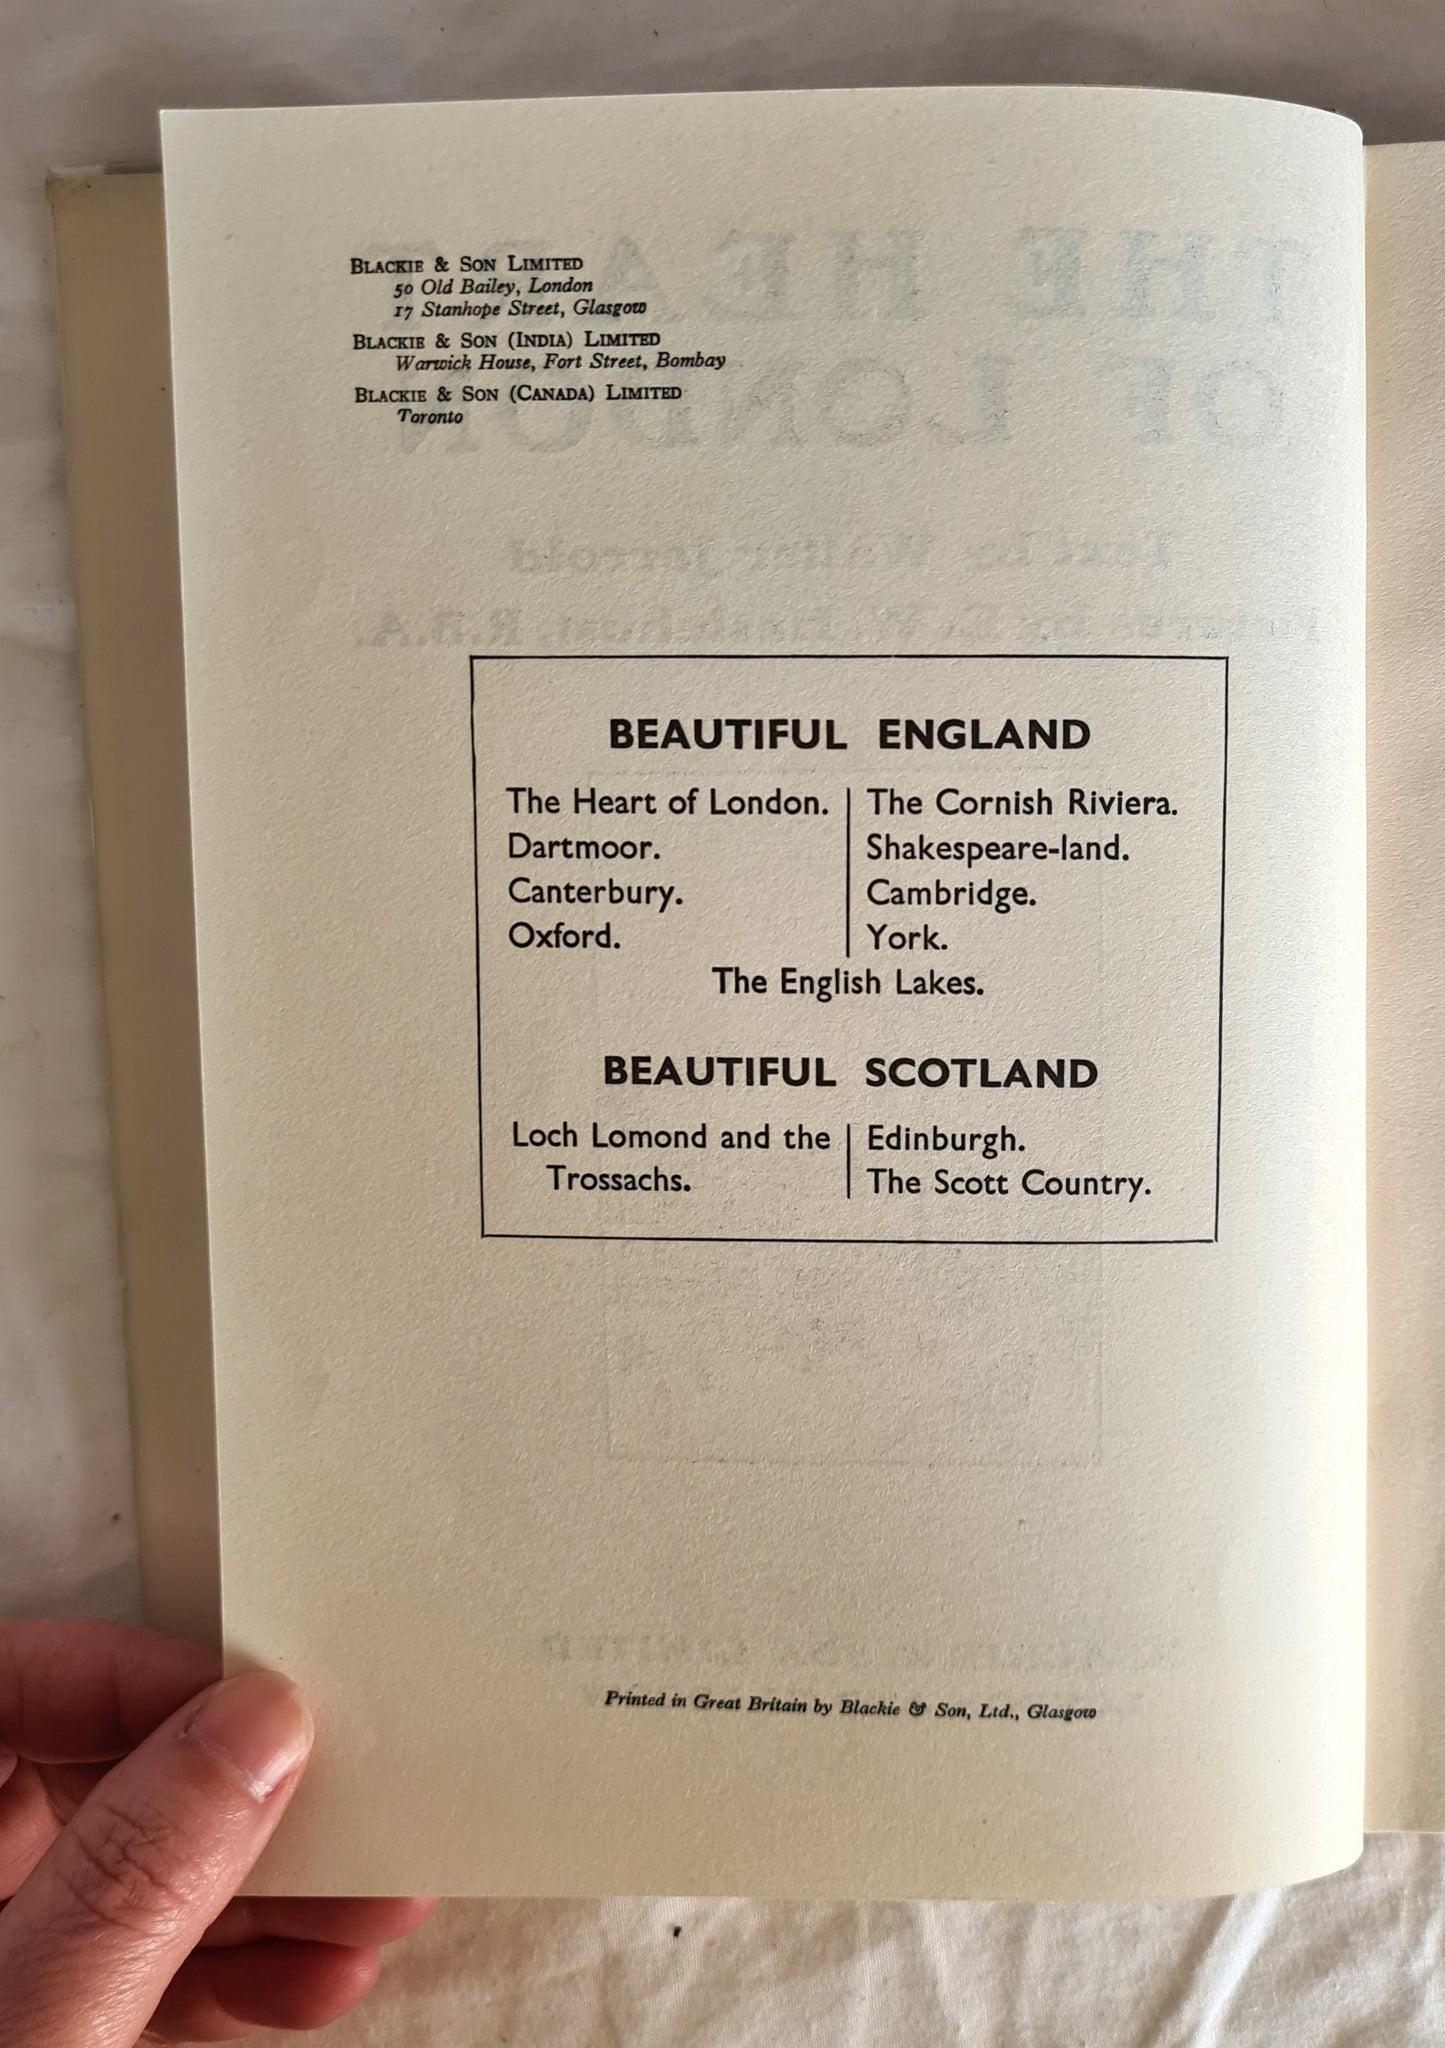 BLACKIE & SON LIMITED
50 Old Bailey, London
17 Stanhope Street, Glasgow
BLACKIE & SON (INDIA) LIMITED
Warwick House, Fort Street, Bombay
BLACKIE & SON (CANADA) LIMITED
Toronto
BEAUTIFUL ENGLAND
The Heart of London.
Dartmoor.
Canterbury.
Oxford.
The Cornish Riviera.
Shakespeare-land.
Cambridge.
York.
The English Lakes.
BEAUTIFUL SCOTLAND
Loch Lomond and the
Trossachs.
Edinburgh.
The Scott Country.
Printed in Great Britain by Blackie & Son, Ltd., Glasgow